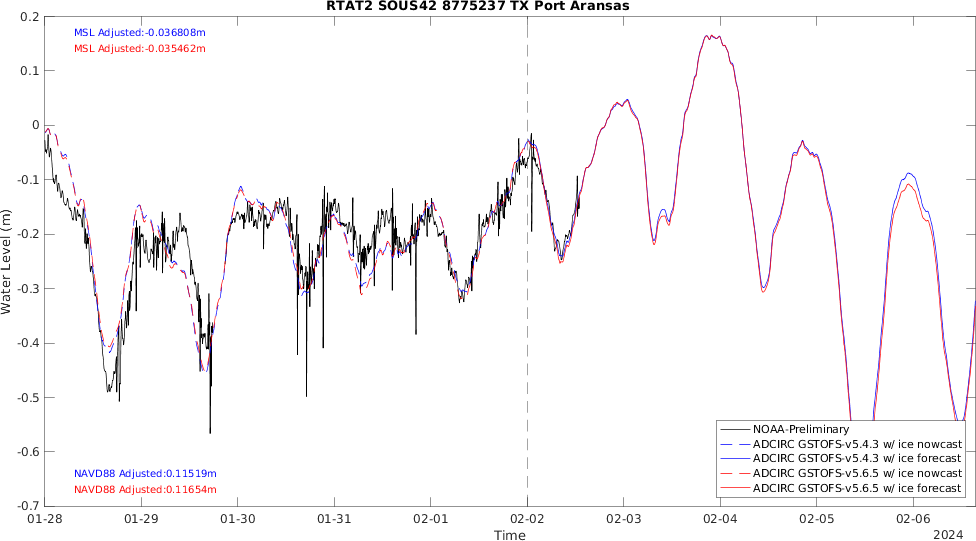 RTAT2 SOUS42 8775237 TX Port Aransas
MSL Adjusted:-0.036808m
MSL Adjusted:-0.035462m
0.2
0.1
0
-0.1
-0.2
-0.3
-0.4
-0.5
-0.6
-0.7
Water Level (m)
NAVD88 Adjusted:0.11519m
NAVD88 Adjusted:0.11654m
NOAA-Preliminary
ADCIRC GSTOFS-v5.4.3 w/ ice nowcast
ADCIRC GSTOFS-v5.4.3 w/ ice forecast
ADCIRC GSTOFS-v5.6.5 w/ ice nowcast
ADCIRC GSTOFS-v5.6.5 w/ ice forecast
01-28 01-29 01-30 01-31 02-01 02-02 02-03 02-04 02-05 02-06
Time
2024